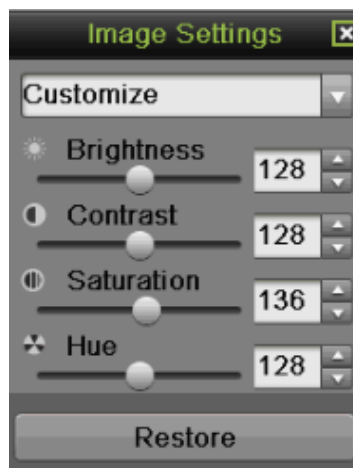 Image Settings
Customize
Brightness
128
Contrast
128
Saturation
136
Hue
128
Restore